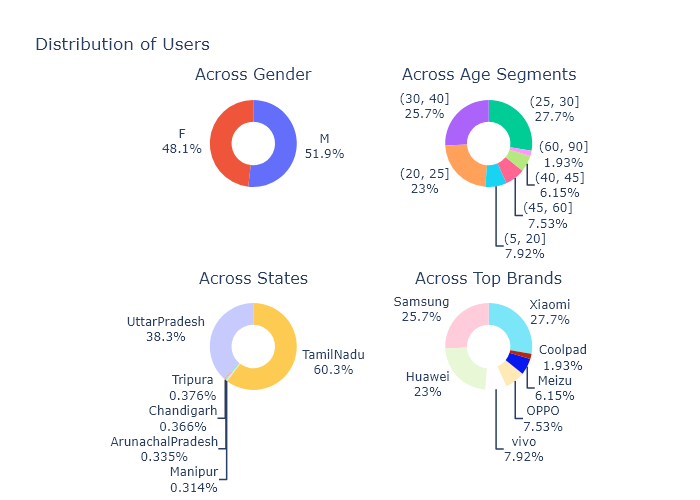 Distribution of Users
Across Gender
F
48.1%
M
51.9%
Across Age Segments
(30, 40]
25.7%
(25, 30]
27.7%
(60, 90]
1.93%
(40, 45]
6.15%
(20, 25]
23%
(45, 60]
7.53%
(5, 20]
7.92%
Across States
UttarPradesh
38.3%
TamilNadu
60.3%
Tripura
0.376%
Chandigarh
0.366%
ArunachalPradesh
0.335%
Manipur
0.314%
Across Top Brands
Samsung
25.7%
Xiaomi
27.7%
Coolpad
1.93%
Huawei
23%
Meizu
6.15%
OPPO
7.53%
vivo
7.92%